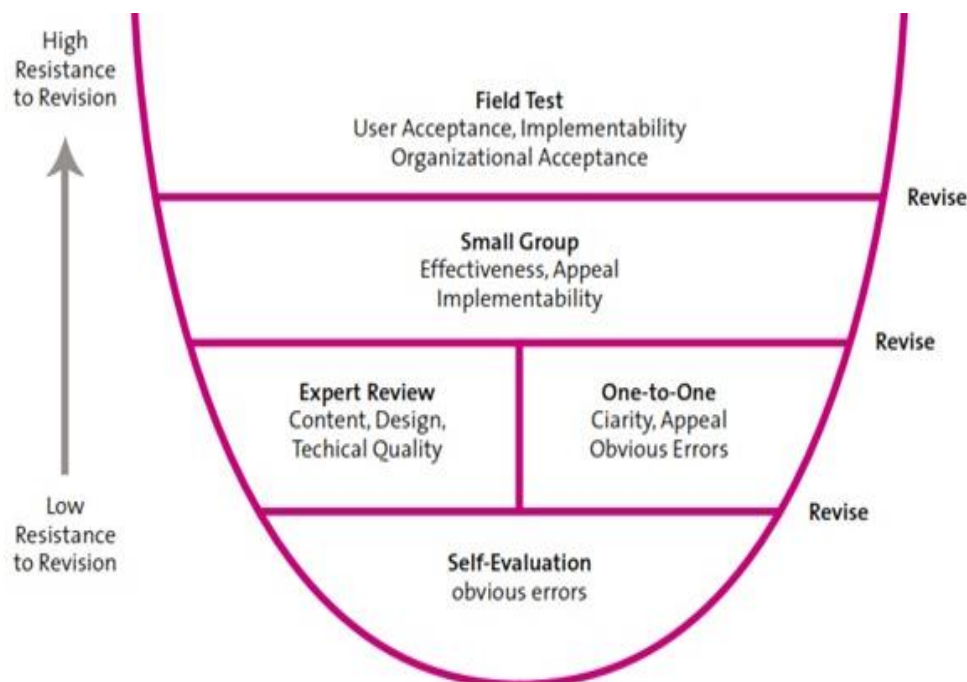 High
Resistance
to Revision
Field Test
User Acceptance, Implementability
Organizational Acceptance
Revise
Small Group
Effectiveness, Appeal
Implementability
Revise
Expert Review
Content, Design,
Techical Quality
One-to-One
Ciarity, Appeal
Obvious Errors
Low
Resistance
to Revision
Revise
Self-Evaluation
obvious errors